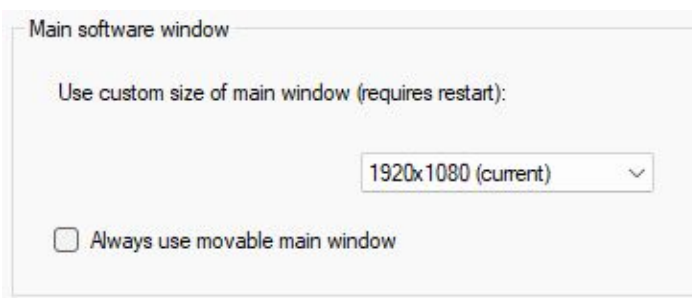 Main software window
Use custom size of main window (requires restart):
1920x1080 (current)
Always use movable main window